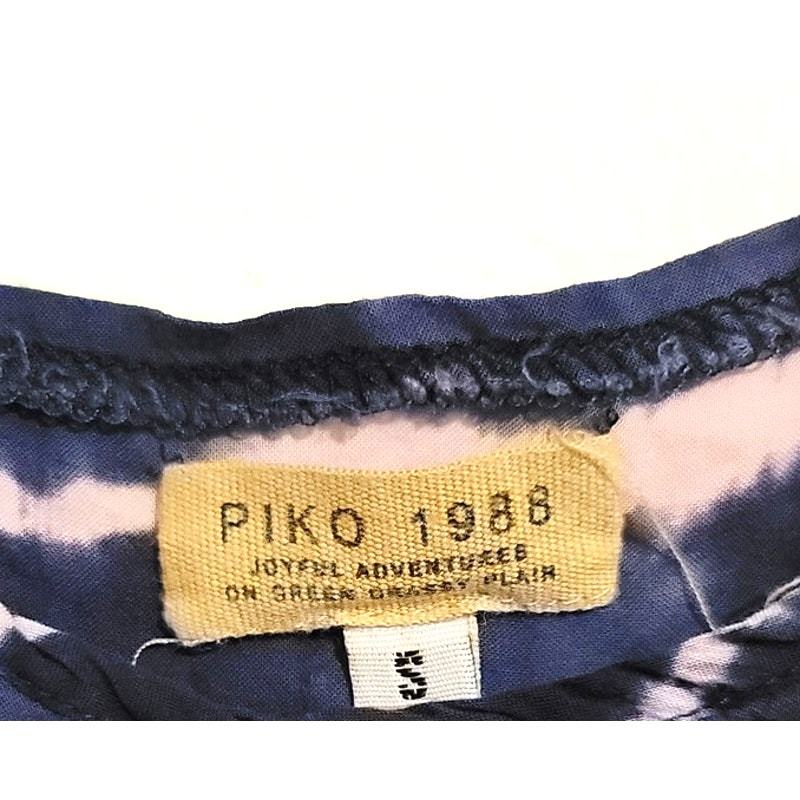 PIKO 1988
JOYFUL ADVENTURES
ON GREEN GRASSY PLAIN
S